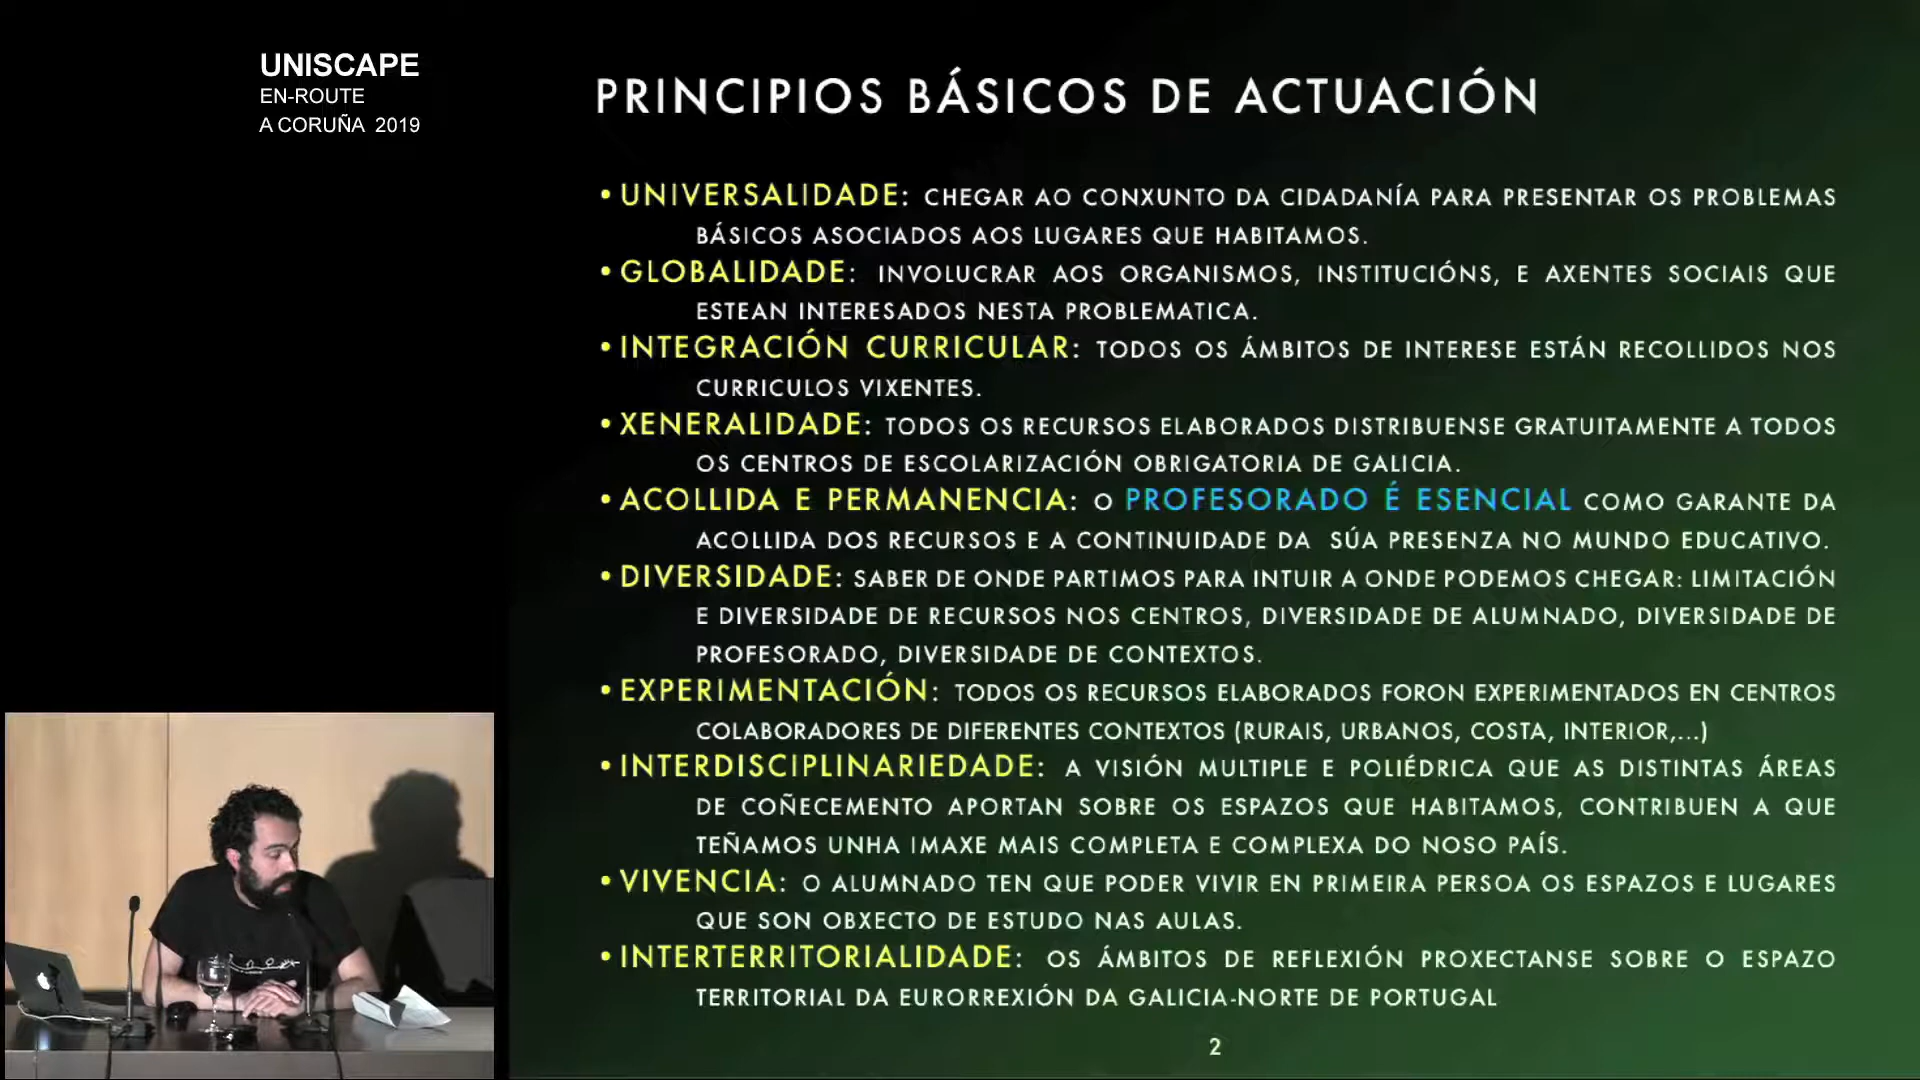 UNISCAPE
EN-ROUTE
A CORUÑA 2019
PRINCIPIOS BÁSICOS DE ACTUACIÓN
• UNIVERSALIDADE: CHEGAR AO CONXUNTO DA CIDADANÍA PARA PRESENTAR OS PROBLEMAS
BÁSICOS ASOCIADOS AOS LUGARES QUE HABITAMOS.
• GLOBALIDADE: INVOLUCRAR AOS ORGANISMOS, INSTITUCIÓNS, E AXENTES SOCIAIS QUE
ESTEAN INTERESADOS NESTA PROBLEMATICA.
• INTEGRACIÓN CURRICULAR: TODOS OS ÁMBITOS DE INTERESE ESTÁN RECOLLIDOS NOS
CURRICULOS VIXENTES.
• XENERALIDADE: TODOS OS RECURSOS ELABORADOS DISTRIBUENSE GRATUITAMENTE A TODOS
OS CENTROS DE ESCOLARIZACIÓN OBRIGATORIA DE GALICIA.
• ACOLLIDA E PERMANENCIA: O PROFESORADO É ESENCIAL COMO GARANTE DA
ACOLLIDA DOS RECURSOS E A CONTINUIDADE DA SÚA PRESENZA NO MUNDO EDUCATIVO.
• DIVERSIDADE: SABER DE ONDE PARTIMOS PARA INTUIR A ONDE PODEMOS CHEGAR: LIMITACIÓN
E DIVERSIDADE DE RECURSOS NOS CENTROS, DIVERSIDADE DE ALUMNADO, DIVERSIDADE DE
PROFESORADO, DIVERSIDADE DE CONTEXTOS.
• EXPERIMENTACIÓN: TODOS OS RECURSOS ELABORADOS FORON EXPERIMENTADOS EN CENTROS
COLABORADORES DE DIFERENTES CONTEXTOS (RURAIS, URBANOS, COSTA, INTERIOR,...)
• INTERDISCIPLINARIEDADE: A VISIÓN MULTIPLE E POLIÉDRICA QUE AS DISTINTAS ÁREAS
DE COÑECEMENTO APORTAN SOBRE OS ESPAZOS QUE HABITAMOS, CONTRIBUEN A QUE
TEÑAMOS UNHA IMAXE MAIS COMPLETA E COMPLEXA DO NOSO PAÍS.
• VIVENCIA: O ALUMNADO TEN QUE PODER VIVIR EN PRIMEIRA PERSOA OS ESPAZOS E LUGARES
QUE SON OBXECTO DE ESTUDO NAS AULAS.
• INTERTERRITORIALIDADE: OS ÁMBITOS DE REFLEXIÓN PROXECTANSE SOBRE O ESPAZO
TERRITORIAL DA EURORREXIÓN DA GALICIA-NORTE DE PORTUGAL
2